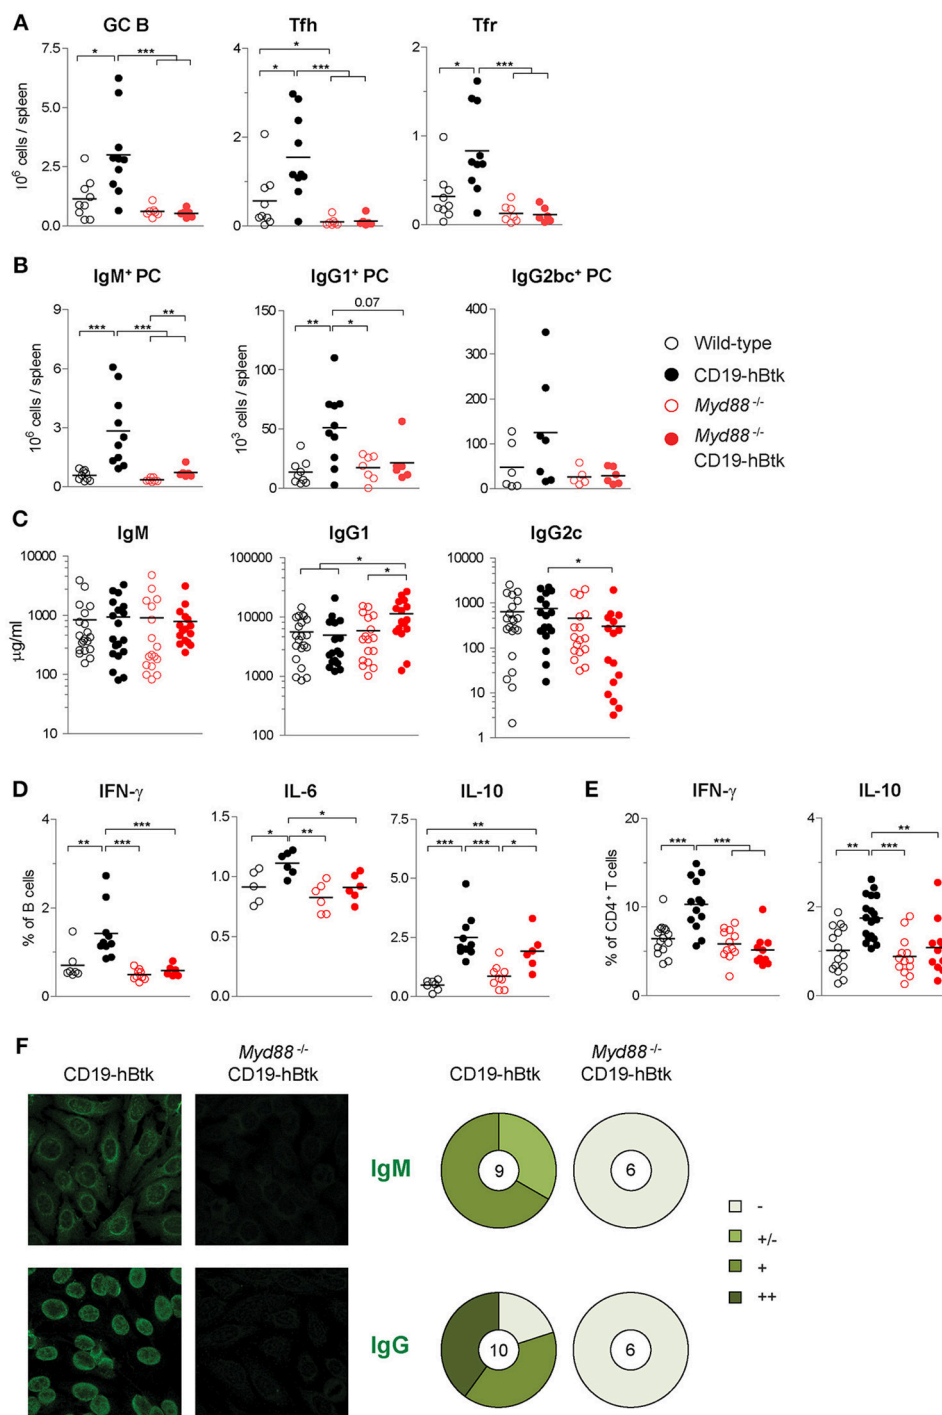 A
GC B
Tfh
Tfr
10⁶ cells / spleen
7.5
5.0
2.5
0.0
* ***
4
2
0
*
* ***
2
1
0
* ***
B
IgM⁺ PC
IgG1⁺ PC
IgG2bc⁺ PC
10⁶ cells / spleen
9
6
3
0
**
*** ***
10³ cells / spleen
150
100
50
0
0.07
** *
400
300
200
100
0
Wild-type
CD19-hBtk
Myd88 -/-
Myd88 -/-
CD19-hBtk
C
IgM
IgG1
IgG2c
µg/ml
10000
1000
100
10
100000
10000
1000
100
*
*
10000
1000
100
10
1
*
D
IFN-γ
IL-6
IL-10
% of B cells
4
2
0
***
** ***
1.5
1.0
0.5
0.0
*
* **
7.5
5.0
2.5
0.0
**
*** *** *
E
IFN-γ
IL-10
% of CD4⁺ T cells
20
10
0
*** ***
4
2
0
**
** ***
F
CD19-hBtk
Myd88 -/-
CD19-hBtk
CD19-hBtk
Myd88 -/-
CD19-hBtk
IgM
9
6
-
+/-
+
++
IgG
10
6